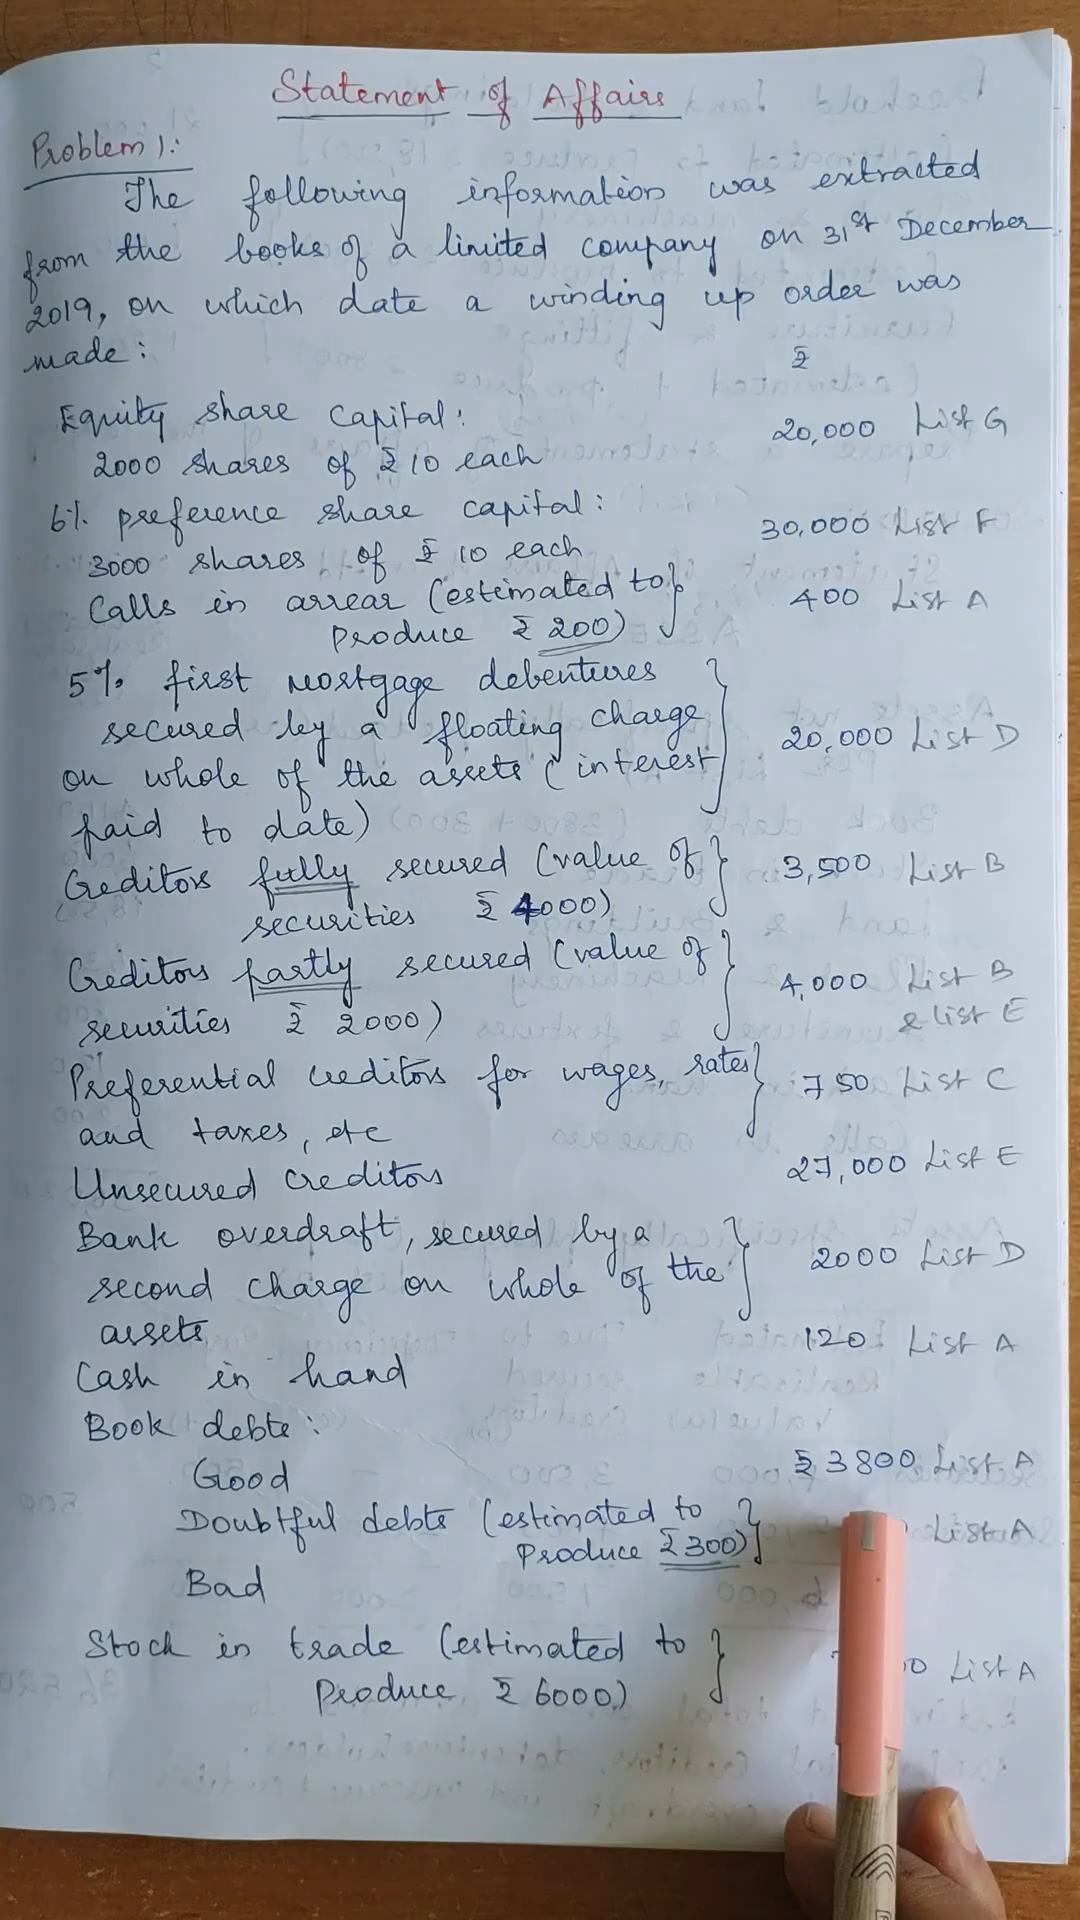 Statement of Affairs
Problem 1:
The following information was extracted
from the books of a limited company on 31st December
2019, on which date a winding up order was
made:
₹
Equity share capital:
2000 shares of ₹10 each
20,000 List G
6% preference share capital:
3000 shares of ₹ 10 each
30,000 List F
Calls in arrear (estimated to
produce ₹ 200)
400 List A
5% first mortgage debentures
secured by a floating charge
on whole of the assets (interest
paid to date)
20,000 List D
Creditors fully secured (value of
securities ₹ 4000)
3,500 List B
Creditors partly secured (value of
securities ₹ 2000)
4,000 List B
& List E
Preferential creditors for wages, rates
and taxes, etc
750 List C
Unsecured creditors
27,000 List E
Bank overdraft, secured by a
second charge on whole of the
assets
2000 List D
Cash in hand
120 List A
Book debts:
Good
₹ 3800 List A
Doubtful debts (estimated to
Produce ₹ 300)
List A
Bad
Stock in trade (estimated to
Produce ₹ 6000)
List A